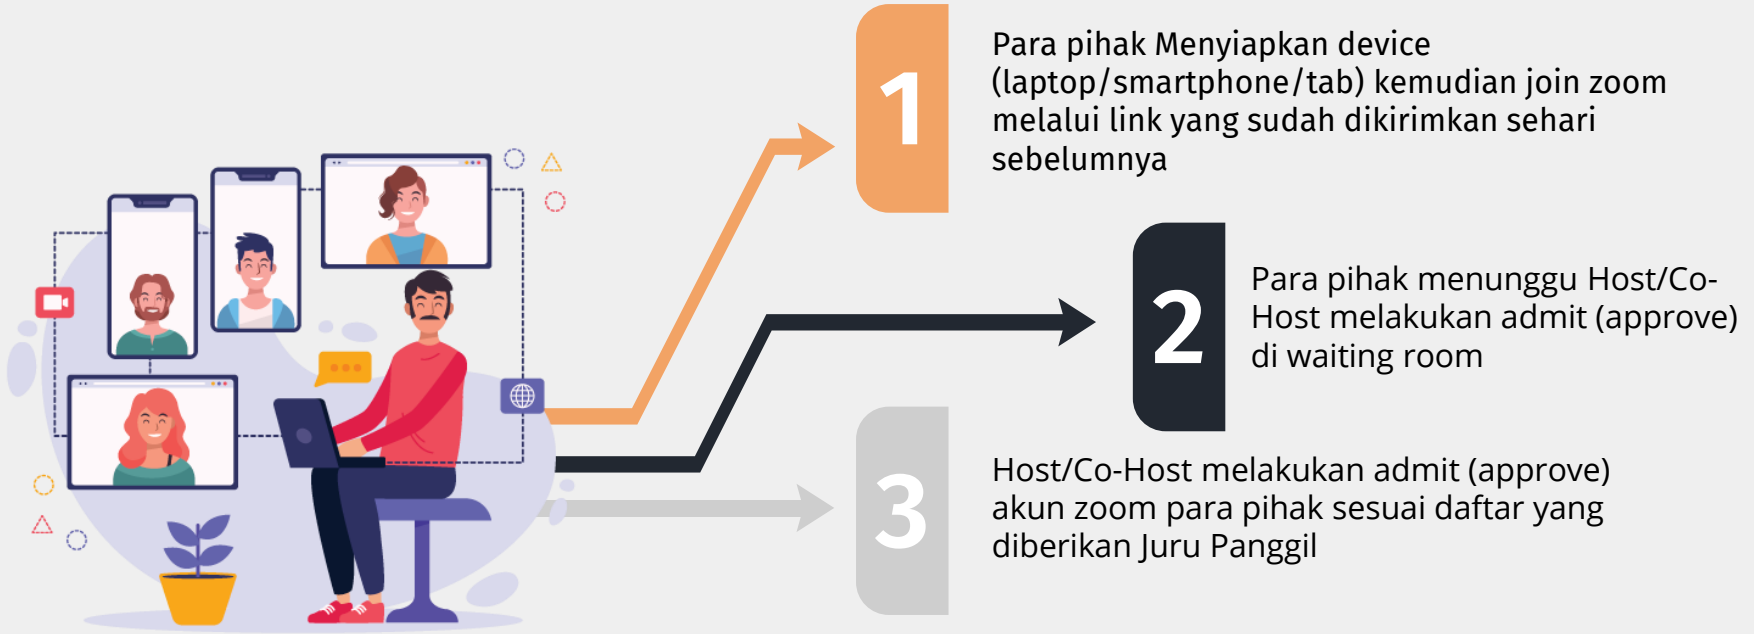 1
Para pihak Menyiapkan device
(laptop/smartphone/tab) kemudian join zoom
melalui link yang sudah dikirimkan sehari
sebelumnya
2
Para pihak menunggu Host/Co-
Host melakukan admit (approve)
di waiting room
3
Host/Co-Host melakukan admit (approve)
akun zoom para pihak sesuai daftar yang
diberikan Juru Panggil